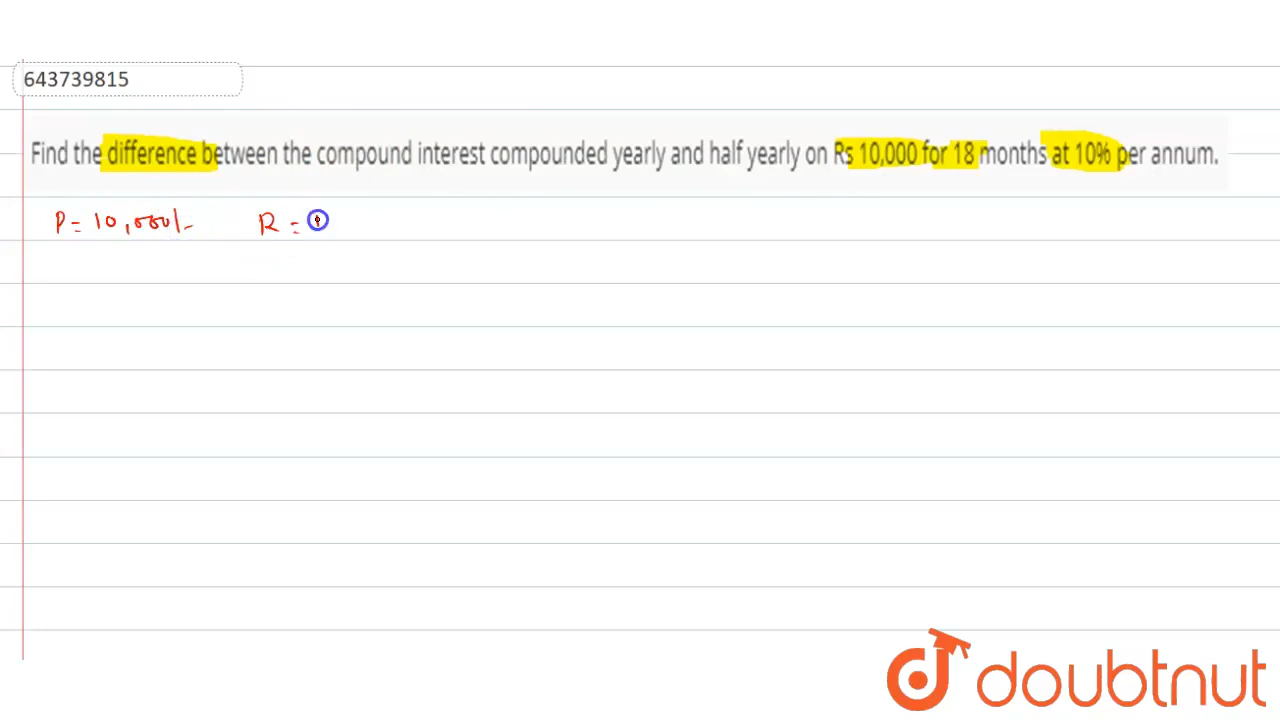 643739815
Find the difference between the compound interest compounded yearly and half yearly on Rs 10,000 for 18 months at 10% per annum.
P= 10,000/- R =
doubtnut